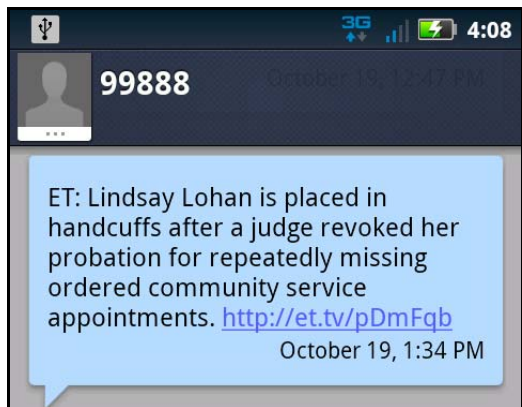 3G
4:08
99888
October 19, 12:47 PM
ET: Lindsay Lohan is placed in
handcuffs after a judge revoked her
probation for repeatedly missing
ordered community service
appointments. http://et.tv/pDmFqb
October 19, 1:34 PM